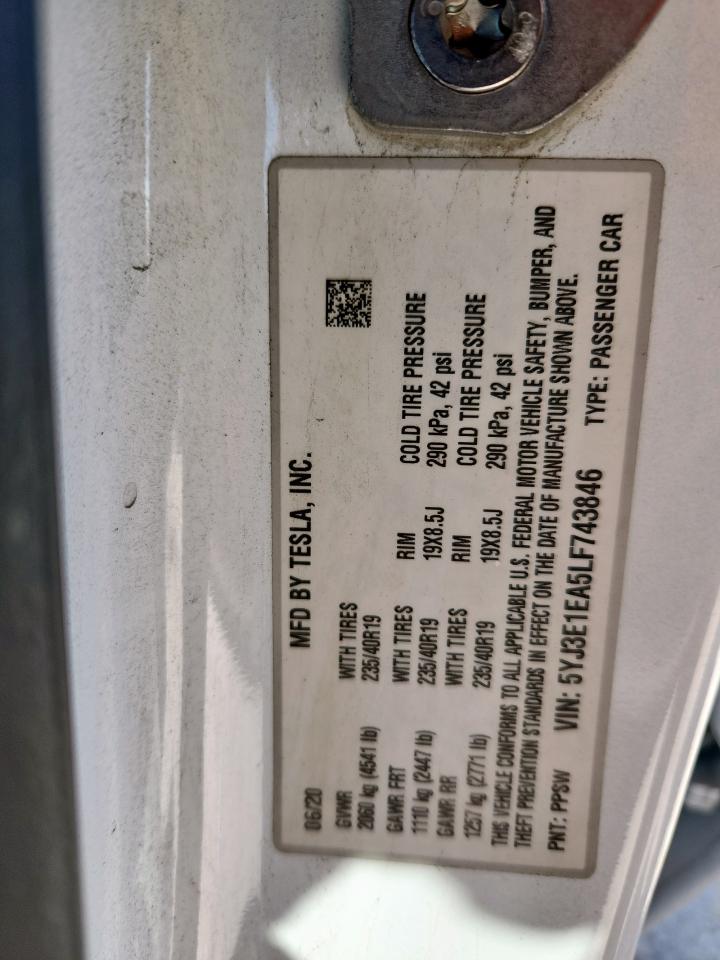 MFD BY TESLA, INC.
06/20
GVWR WITH TIRES
2060 kg (4541 lb) 235/40R19
GAWR FRT WITH TIRES RIM COLD TIRE PRESSURE
1110 kg (2447 lb) 235/40R19 19X8.5J 290 kPa, 42 psi
GAWR RR WITH TIRES RIM COLD TIRE PRESSURE
1257 kg (2771 lb) 235/40R19 19X8.5J 290 kPa, 42 psi
THIS VEHICLE CONFORMS TO ALL APPLICABLE U.S. FEDERAL MOTOR VEHICLE SAFETY, BUMPER, AND
THEFT PREVENTION STANDARDS IN EFFECT ON THE DATE OF MANUFACTURE SHOWN ABOVE.
PNT: PPSW VIN: 5YJ3E1EA5LF743846 TYPE: PASSENGER CAR